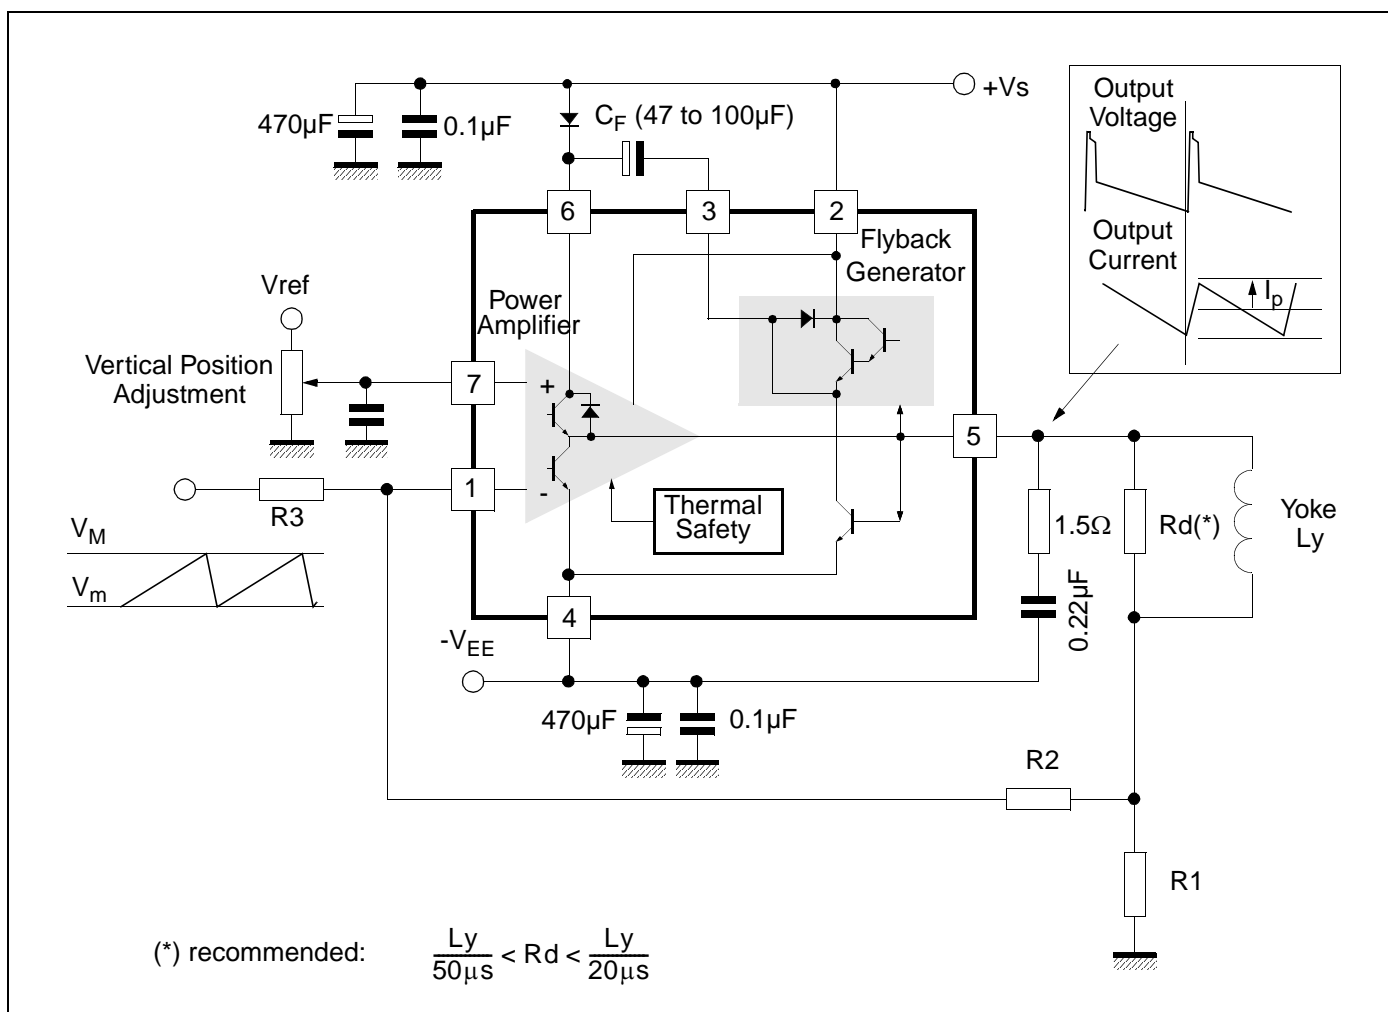 +Vs
470µF
0.1µF
C_F (47 to 100µF)
Output
Voltage
Output
Current
I_p
6
3
2
Flyback
Generator
Vref
Power
Amplifier
Vertical Position
Adjustment
7
+
5
1
-
R3
Thermal
Safety
V_M
V_m
1.5Ω
Rd(*)
Yoke
Ly
0.22µF
4
-V_EE
470µF
0.1µF
R2
R1
(*) recommended: Ly/50µs < Rd < Ly/20µs